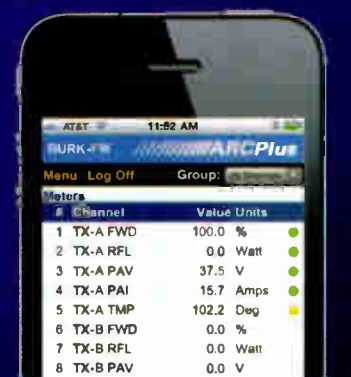 AT&T 11:52 AM
BURK-FM ARCPlus
Menu Log Off Group:
Meters
# Channel Value Units
1 TX-A FWD 100.0 %
2 TX-A RFL 0.0 Watt
3 TX-A PAV 37.5 V
4 TX-A PAI 15.7 Amps
5 TX-A TMP 102.2 Deg
6 TX-B FWD 0.0 %
7 TX-B RFL 0.0 Watt
8 TX-B PAV 0.0 V